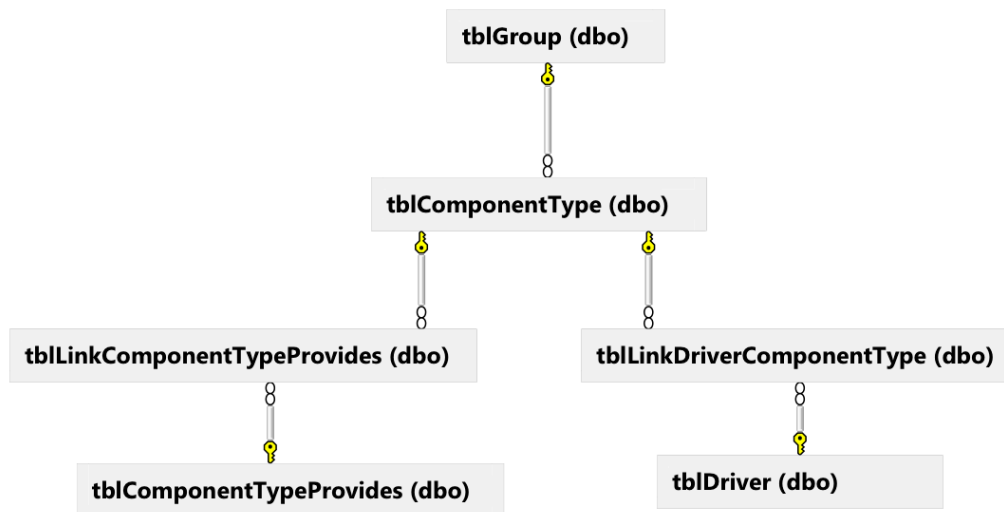 tblGroup (dbo)
tblComponentType (dbo)
tblLinkComponentTypeProvides (dbo)
tblLinkDriverComponentType (dbo)
tblComponentTypeProvides (dbo)
tblDriver (dbo)